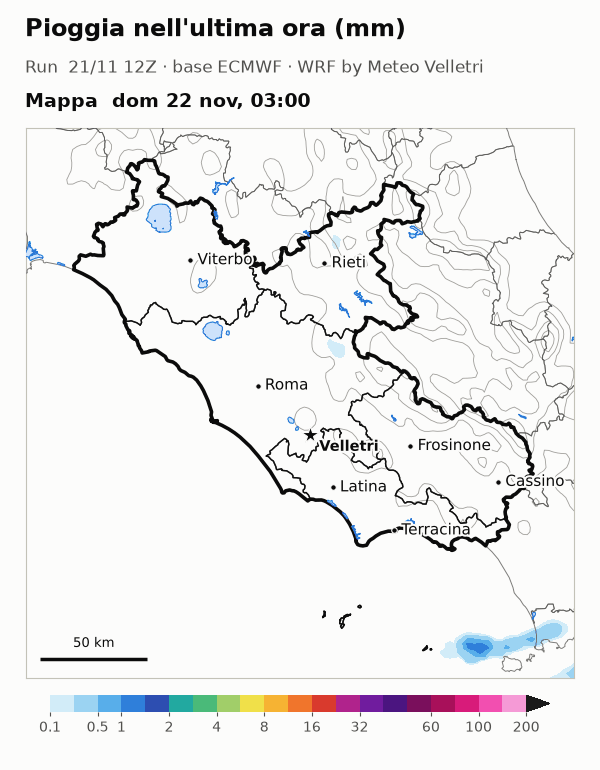 Pioggia nell'ultima ora (mm)
Run  21/11 12Z · base ECMWF · WRF by Meteo Velletri
Mappa  dom 22 nov, 03:00
Viterbo
Rieti
Roma
Velletri
Frosinone
Latina
Cassino
Terracina
50 km
0.1 0.5 1 2 4 8 16 32 60 100 200